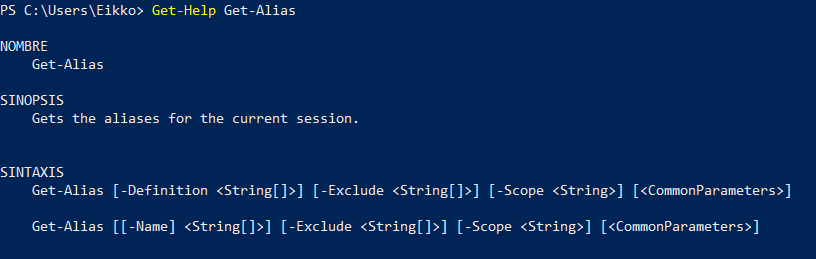 PS C:\Users\Eikko> Get-Help Get-Alias
NOMBRE
Get-Alias
SINOPSIS
Gets the aliases for the current session.
SINTAXIS
Get-Alias [-Definition <String[]>] [-Exclude <String[]>] [-Scope <String>] [<CommonParameters>]
Get-Alias [[-Name] <String[]>] [-Exclude <String[]>] [-Scope <String>] [<CommonParameters>]